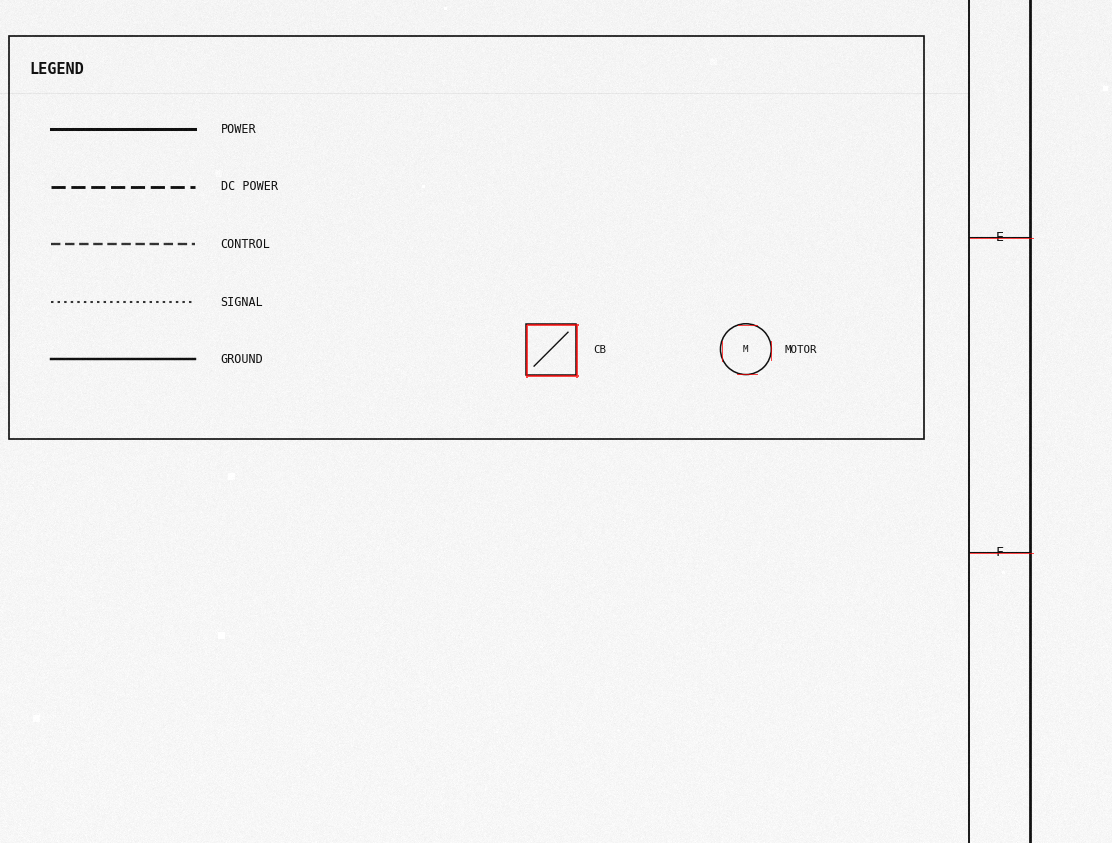 LEGEND
POWER
DC POWER
CONTROL
SIGNAL
GROUND
CB
M
MOTOR
E
F